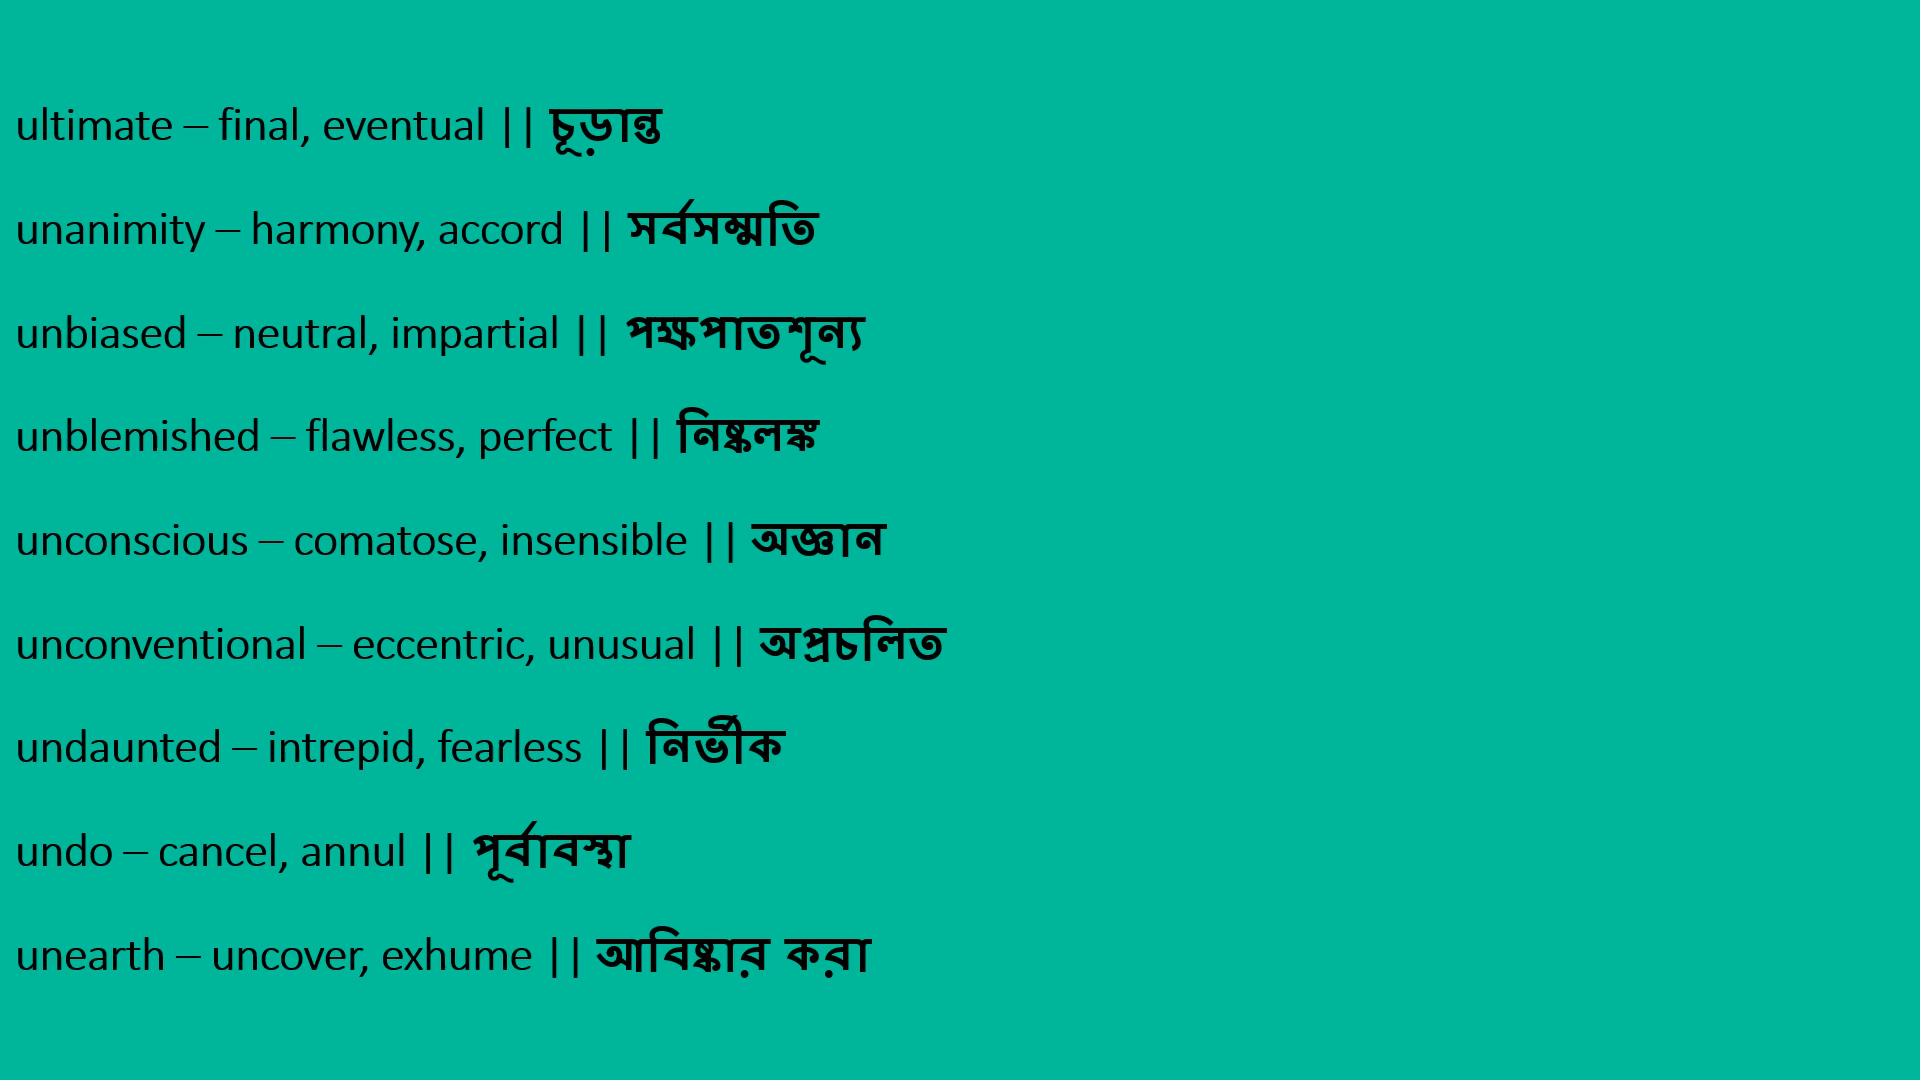 ultimate – final, eventual || চূড়ান্ত
unanimity – harmony, accord || সর্বসম্মতি
unbiased – neutral, impartial || পক্ষপাতশূন্য
unblemished – flawless, perfect || নিষ্কলঙ্ক
unconscious – comatose, insensible || অজ্ঞান
unconventional – eccentric, unusual || অপ্রচলিত
undaunted – intrepid, fearless || নির্ভীক
undo – cancel, annul || পূর্বাবস্থা
unearth – uncover, exhume || আবিষ্কার করা